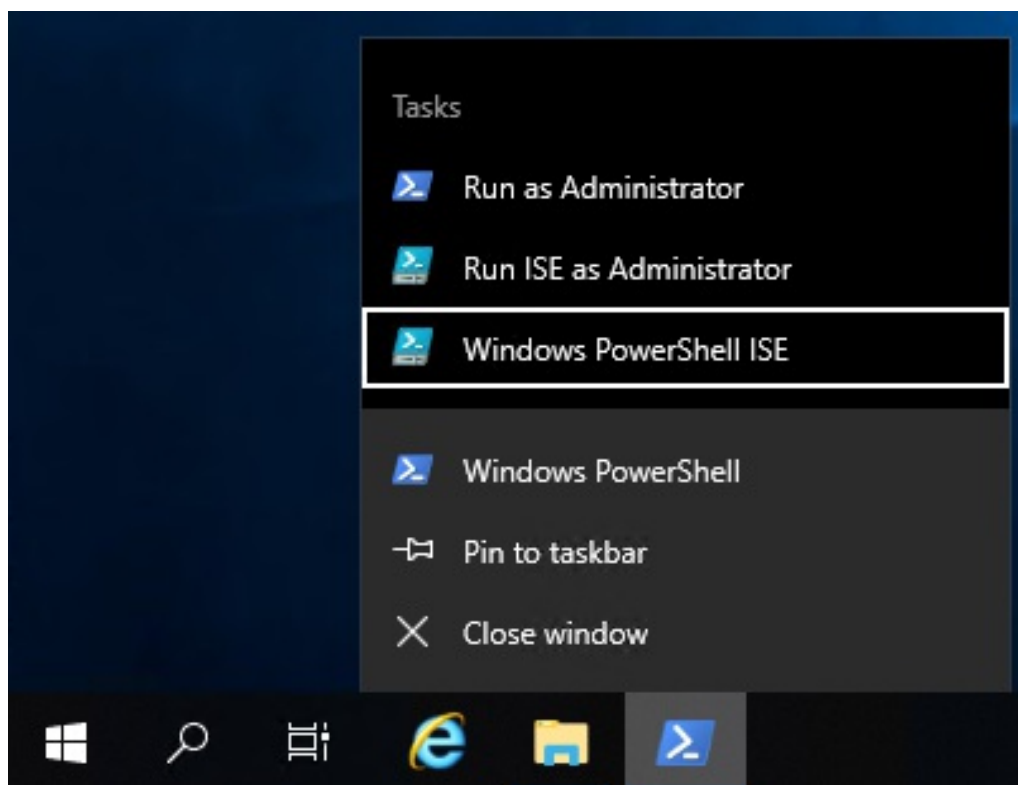 Tasks
Run as Administrator
Run ISE as Administrator
Windows PowerShell ISE
Windows PowerShell
Pin to taskbar
Close window